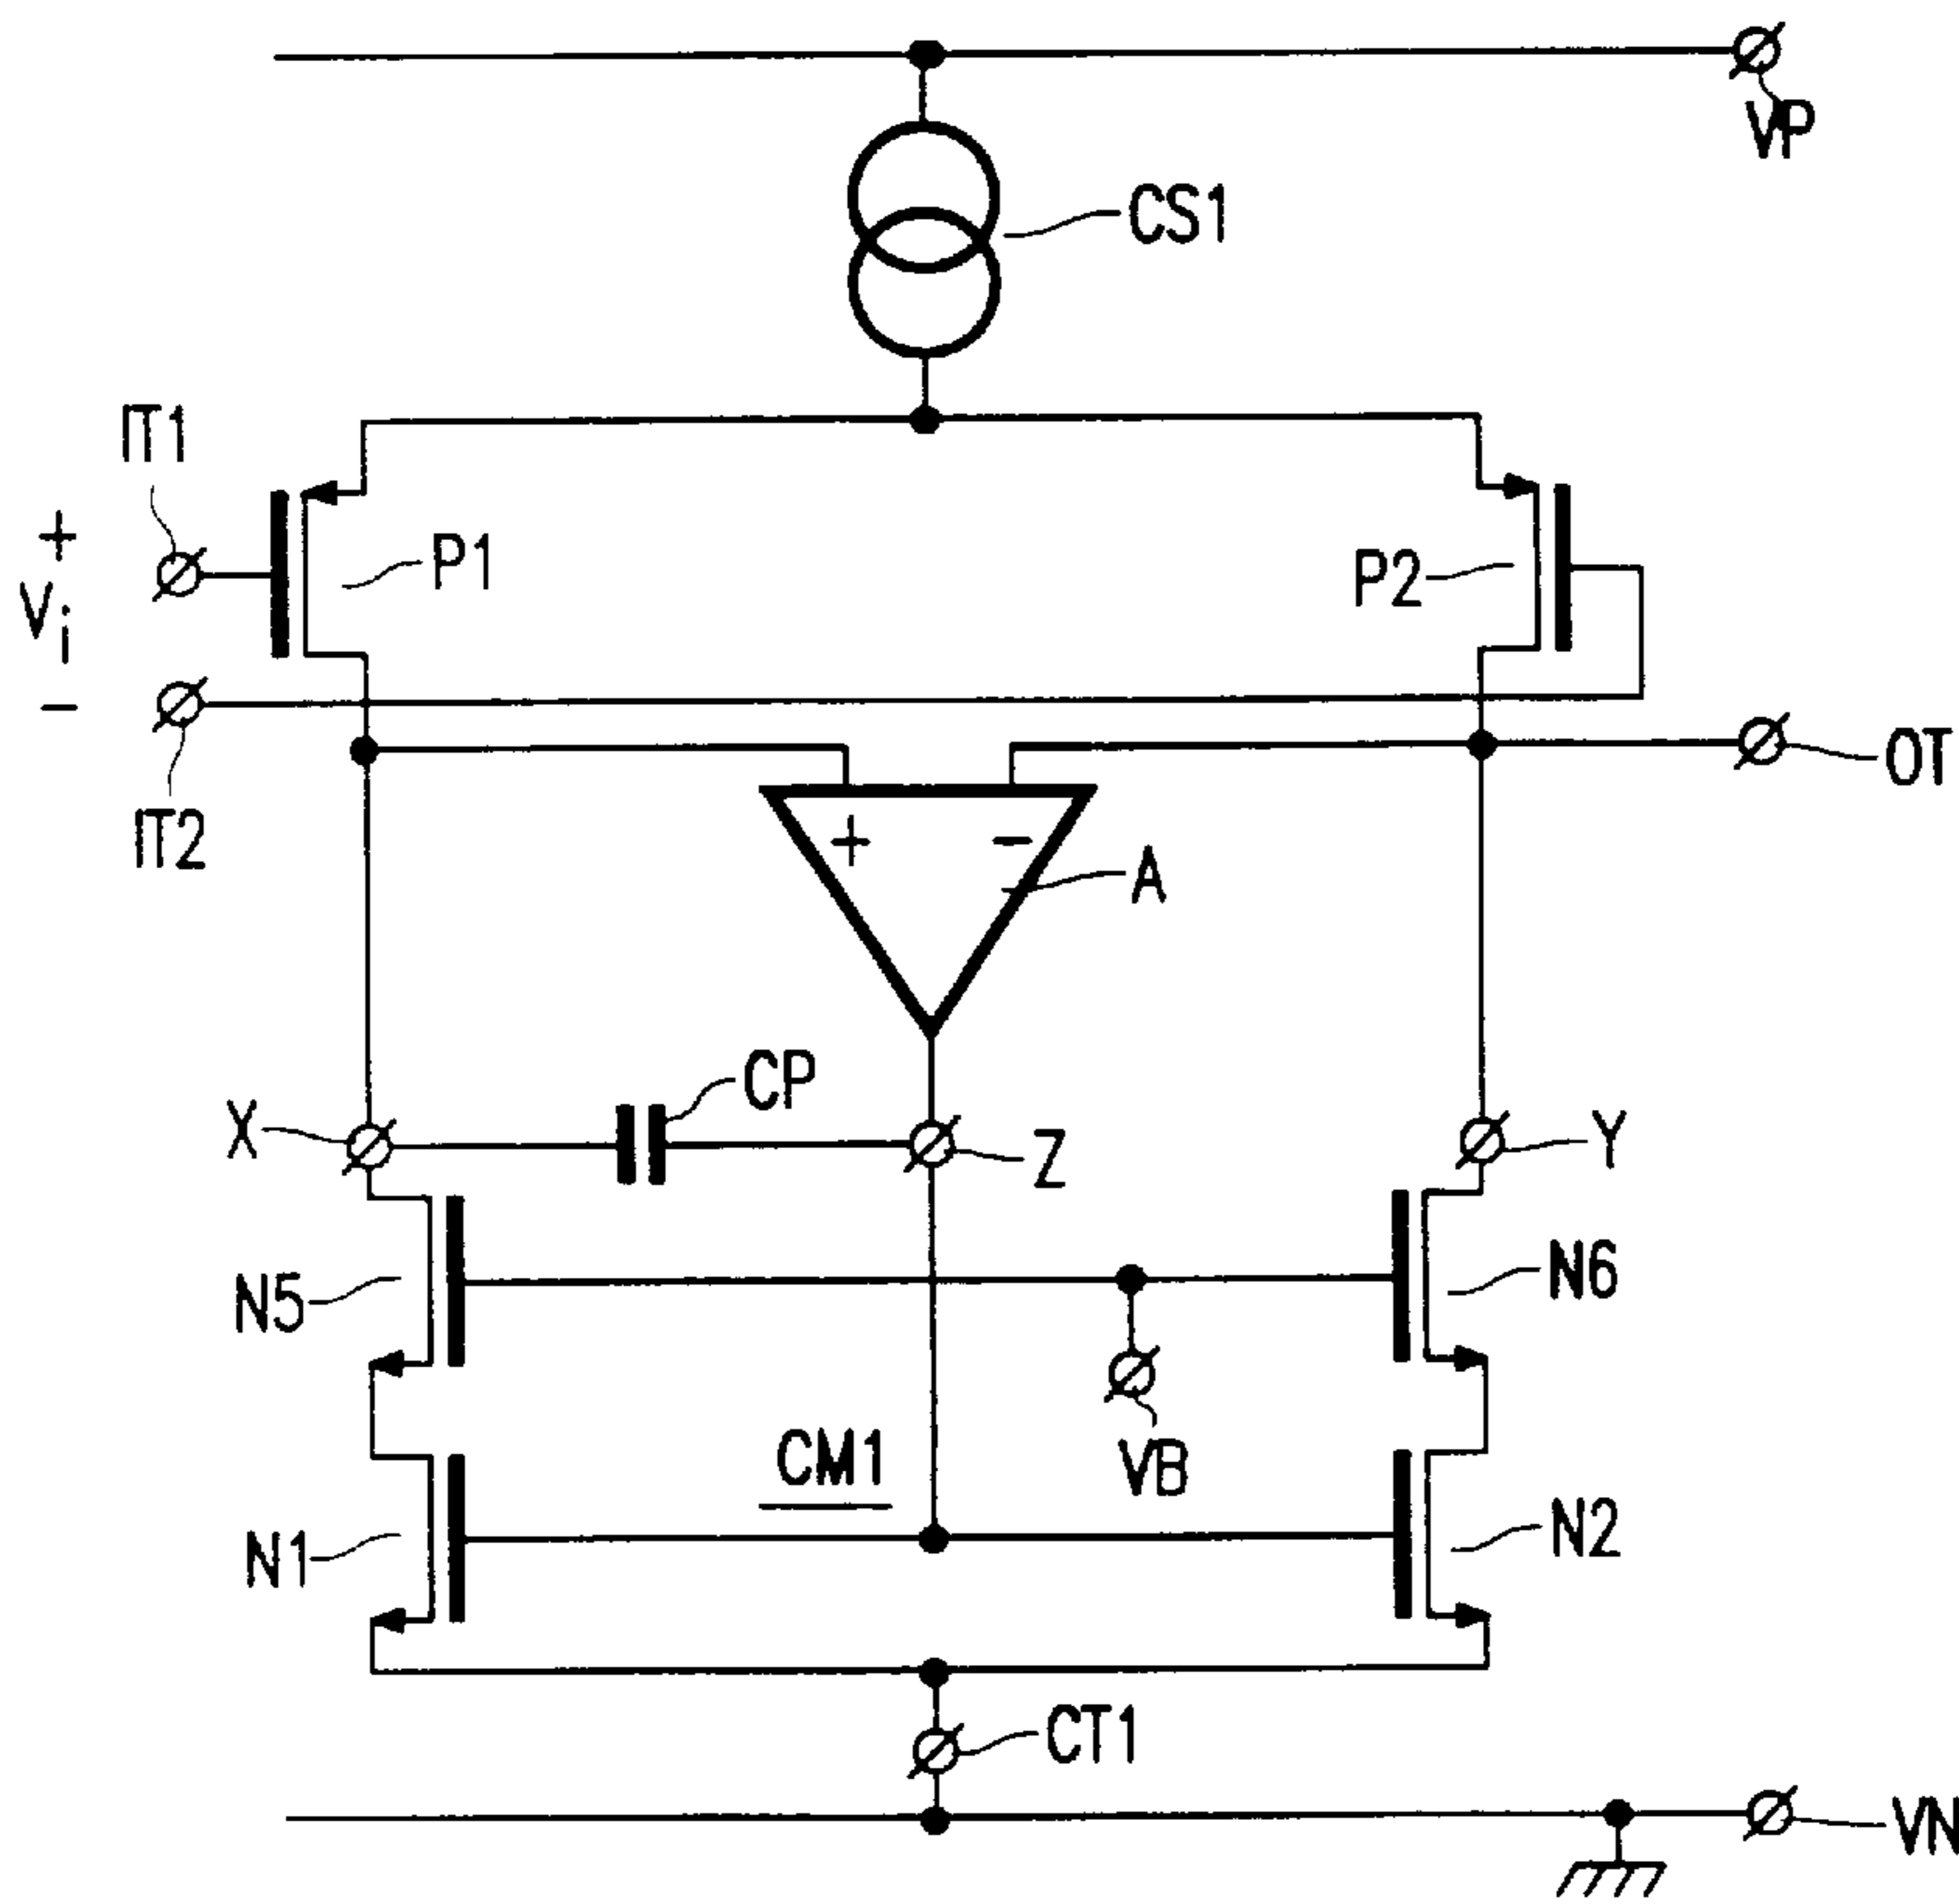 VP
CS1
IT1
+
Vi
-
P1
P2
IT2
OT
+ -
A
CP
X
Z
Y
N5
N6
VB
CM1
N1
N2
CT1
VN